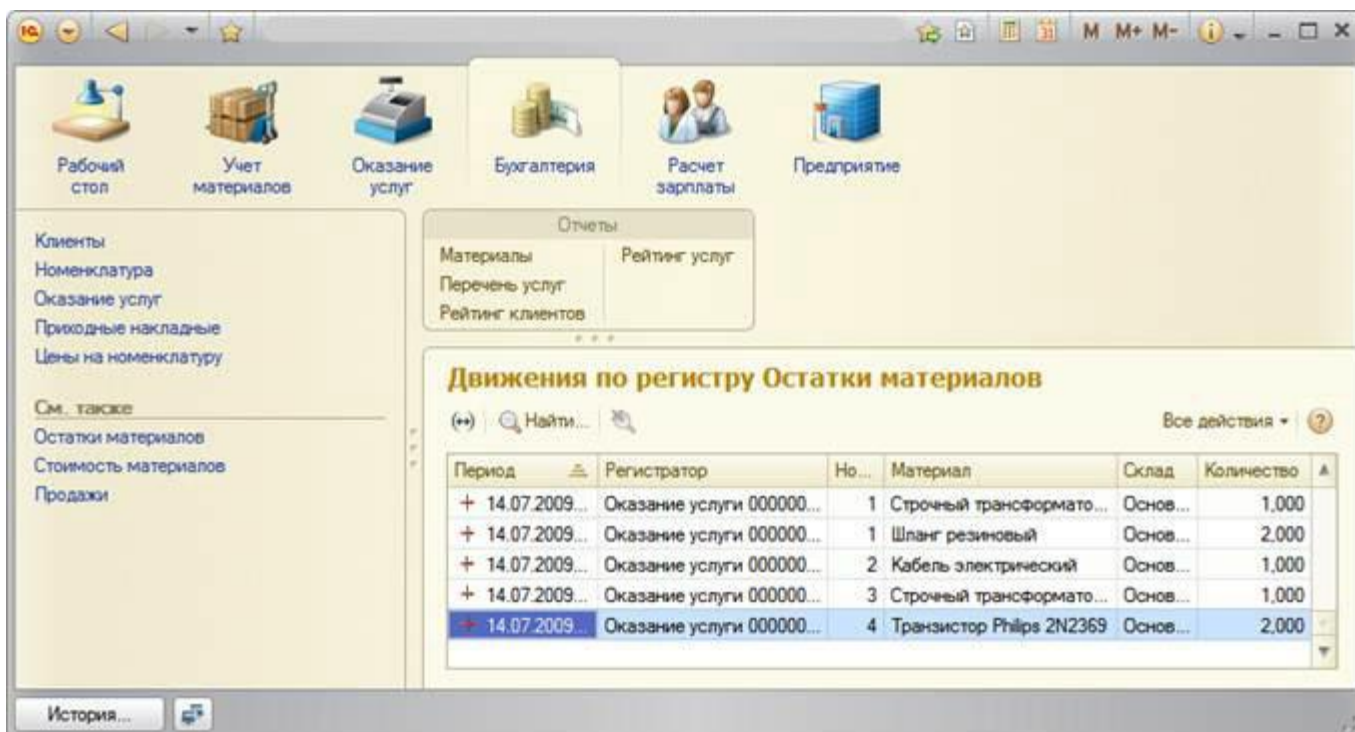 1С
31 M M+ M-
Рабочий стол
Учет материалов
Оказание услуг
Бухгалтерия
Расчет зарплаты
Предприятие
Клиенты
Номенклатура
Оказание услуг
Приходные накладные
Цены на номенклатуру
См. также
Остатки материалов
Стоимость материалов
Продажи
Отчеты
Материалы Рейтинг услуг
Перечень услуг
Рейтинг клиентов
Движения по регистру Остатки материалов
Найти... Все действия ?
Период Регистратор Но... Материал Склад Количество
14.07.2009... Оказание услуги 000000... 1 Строчный трансформато... Основ... 1,000
14.07.2009... Оказание услуги 000000... 1 Шланг резиновый Основ... 2,000
14.07.2009... Оказание услуги 000000... 2 Кабель электрический Основ... 1,000
14.07.2009... Оказание услуги 000000... 3 Строчный трансформато... Основ... 1,000
14.07.2009... Оказание услуги 000000... 4 Транзистор Philips 2N2369 Основ... 2,000
История...